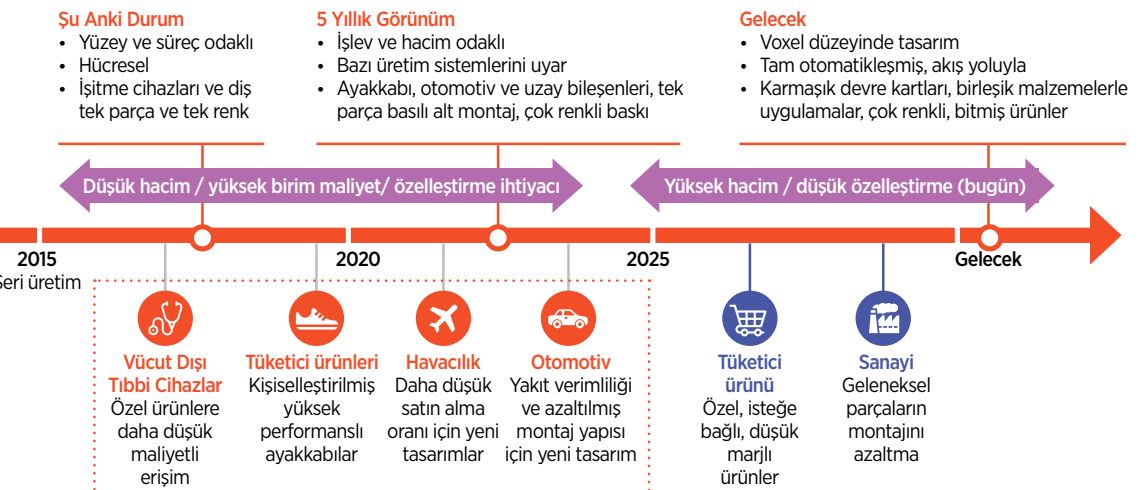 Şu Anki Durum
• Yüzey ve süreç odaklı
• Hücresel
• İşitme cihazları ve diş
tek parça ve tek renk
5 Yıllık Görünüm
• İşlev ve hacim odaklı
• Bazı üretim sistemlerini uyar
• Ayakkabı, otomotiv ve uzay bileşenleri, tek
parça basılı alt montaj, çok renkli baskı
Gelecek
• Voxel düzeyinde tasarım
• Tam otomatikleşmiş, akış yoluyla
• Karmaşık devre kartları, birleşik malzemelerle
uygulamalar, çok renkli, bitmiş ürünler
Düşük hacim / yüksek birim maliyet/ özelleştirme ihtiyacı
Yüksek hacim / düşük özelleştirme (bugün)
2015
Seri üretim
2020
2025
Gelecek
Vücut Dışı
Tıbbi Cihazlar
Özel ürünlere
daha düşük
maliyetli
erişim
Tüketici ürünleri
Kişiselleştirilmiş
yüksek
performanslı
ayakkabılar
Havacılık
Daha düşük
satın alma
oranı için yeni
tasarımlar
Otomotiv
Yakıt verimliliği
ve azaltılmış
montaj yapısı
için yeni tasarım
Tüketici
ürünü
Özel, isteğe
bağlı, düşük
marjlı
ürünler
Sanayi
Geleneksel
parçaların
montajını
azaltma